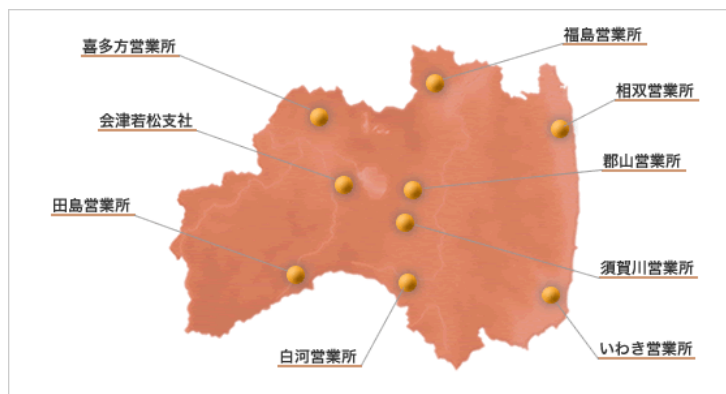 福島営業所
喜多方営業所
相双営業所
会津若松支社
郡山営業所
田島営業所
須賀川営業所
いわき営業所
白河営業所